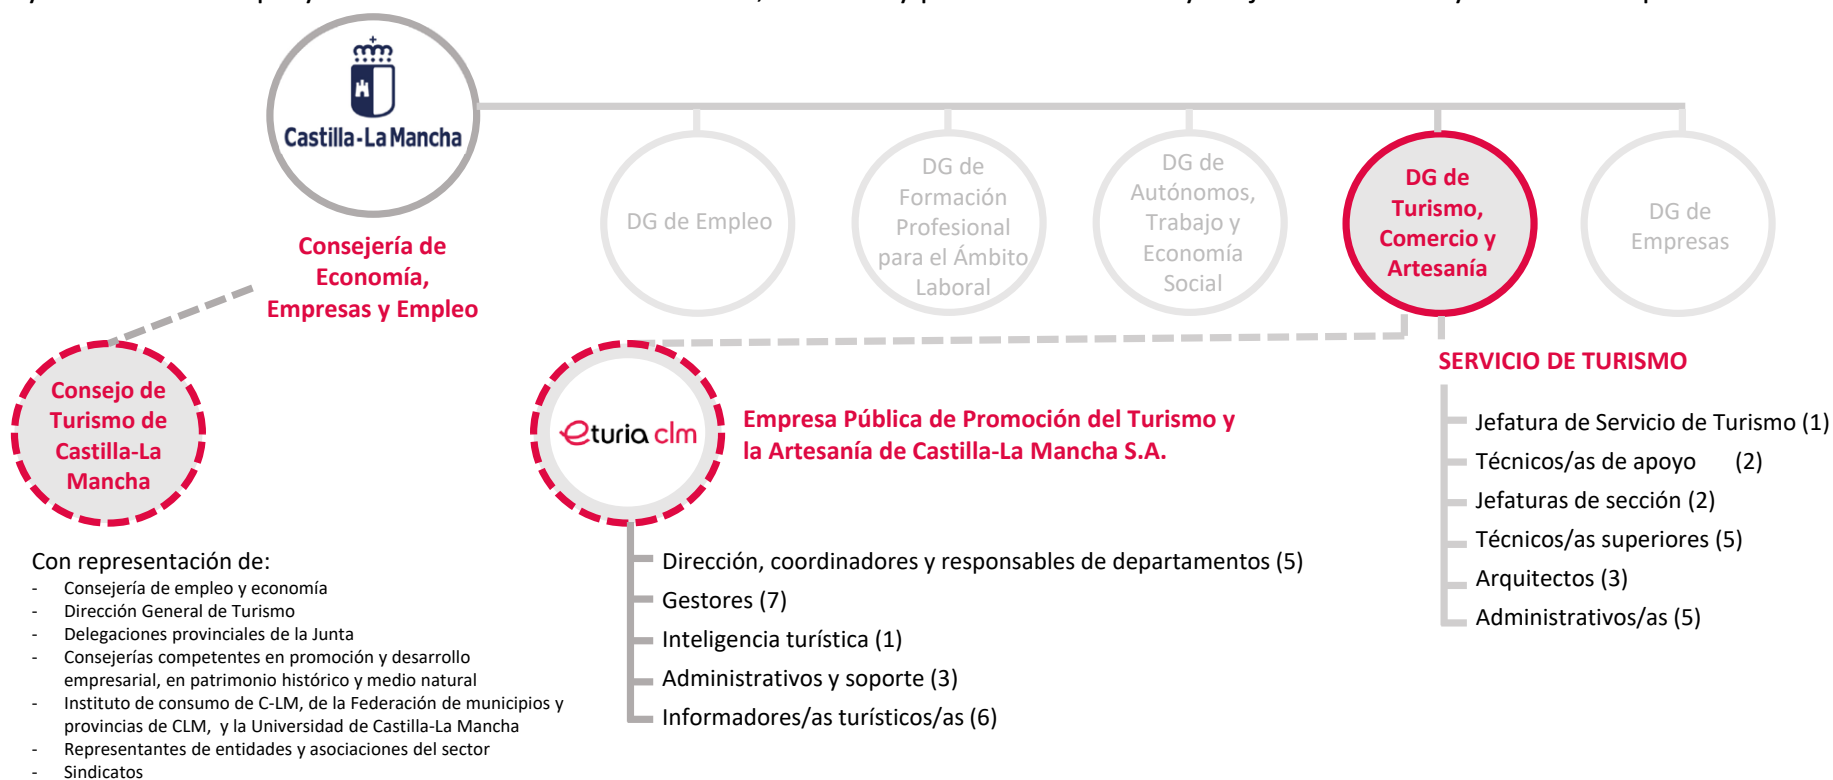 Castilla-La Mancha
Consejería de
Economía,
Empresas y Empleo
DG de Empleo
DG de
Formación
Profesional
para el Ámbito
Laboral
DG de
Autónomos,
Trabajo y
Economía
Social
DG de
Turismo,
Comercio y
Artesanía
DG de
Empresas
Consejo de
Turismo de
Castilla-La
Mancha
Con representación de:
- Consejería de empleo y economía
- Dirección General de Turismo
- Delegaciones provinciales de la Junta
- Consejerías competentes en promoción y desarrollo
empresarial, en patrimonio histórico y medio natural
- Instituto de consumo de C-LM, de la Federación de municipios y
provincias de CLM, y la Universidad de Castilla-La Mancha
- Representantes de entidades y asociaciones del sector
- Sindicatos
eturia clm
Empresa Pública de Promoción del Turismo y
la Artesanía de Castilla-La Mancha S.A.
Dirección, coordinadores y responsables de departamentos (5)
Gestores (7)
Inteligencia turística (1)
Administrativos y soporte (3)
Informadores/as turísticos/as (6)
SERVICIO DE TURISMO
Jefatura de Servicio de Turismo (1)
Técnicos/as de apoyo (2)
Jefaturas de sección (2)
Técnicos/as superiores (5)
Arquitectos (3)
Administrativos/as (5)